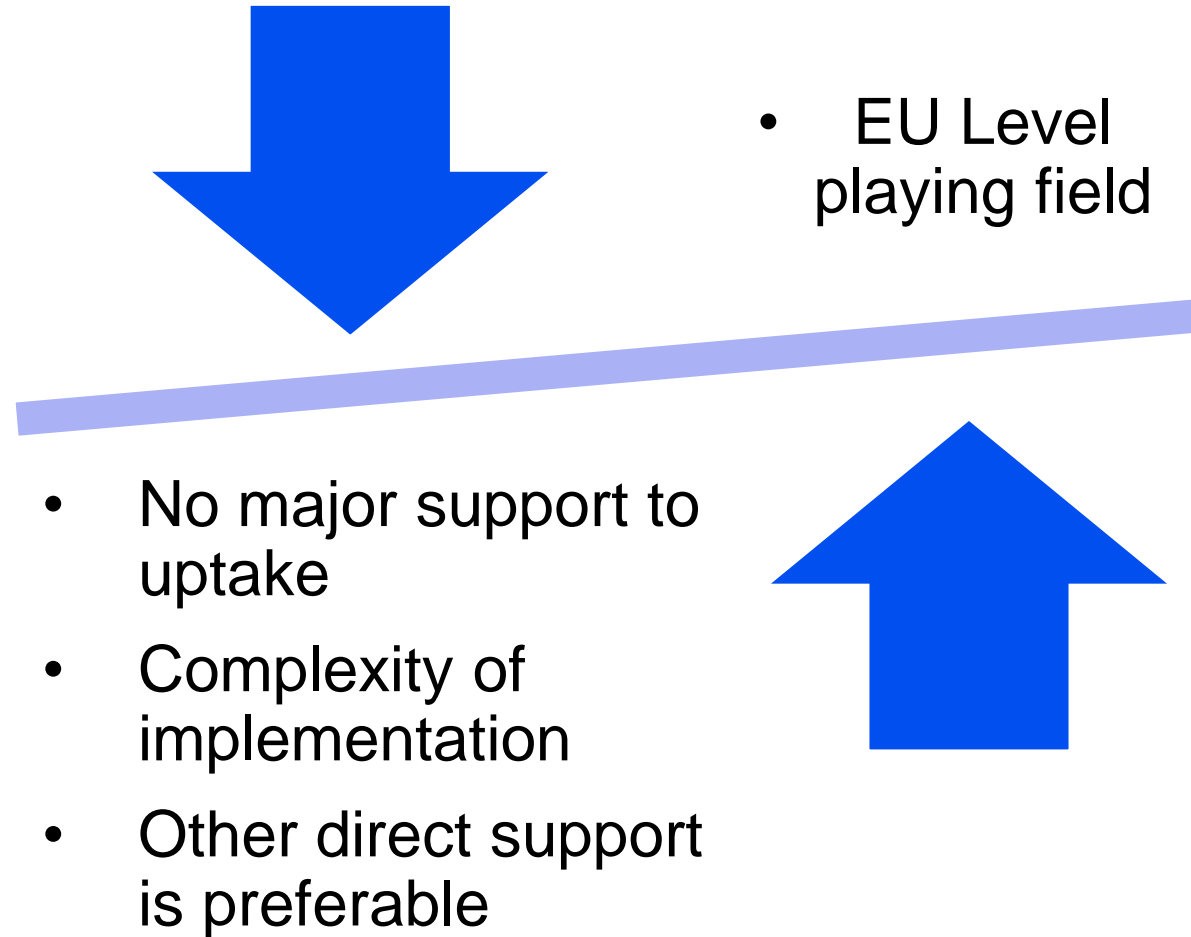 • EU Level
playing field
• No major support to
uptake
• Complexity of
implementation
• Other direct support
is preferable